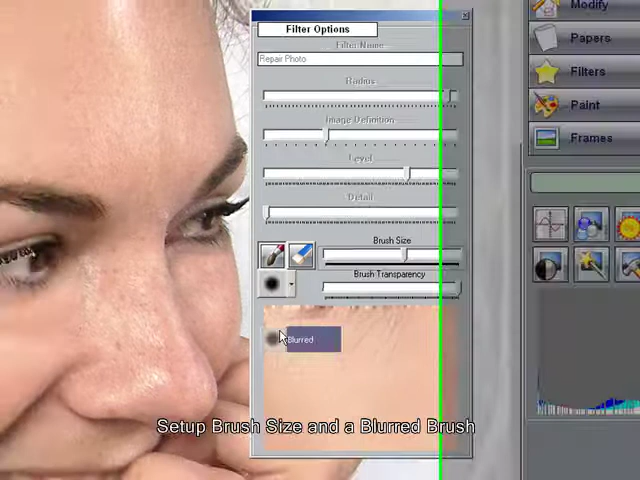 Filter Options
Filter Name
Repair Photo
Radius
Image Definition
Level
Detail
Brush Size
Brush Transparency
Blurred
Modify
Papers
Filters
Paint
Frames
Setup Brush Size and a Blurred Brush